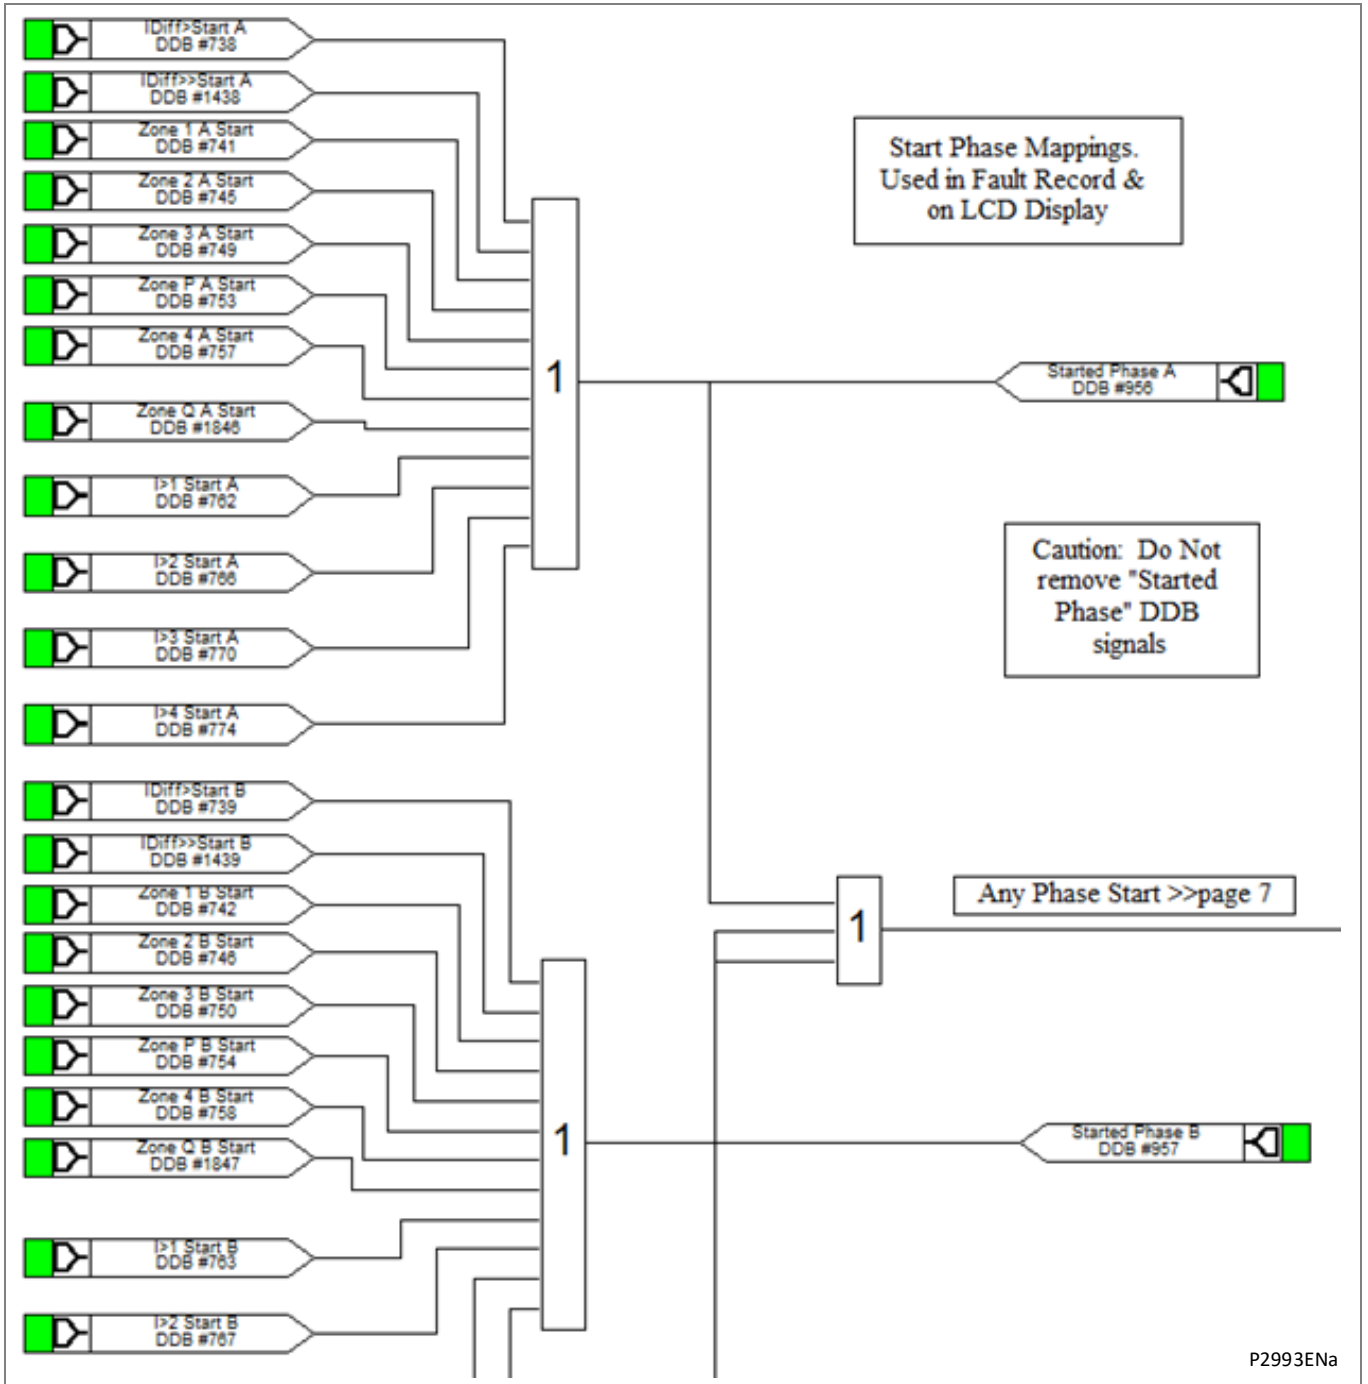 IDiff>Start A
DDB #738
IDiff>>Start A
DDB #1438
Zone 1 A Start
DDB #741
Zone 2 A Start
DDB #745
Zone 3 A Start
DDB #749
Zone P A Start
DDB #753
Zone 4 A Start
DDB #757
Zone Q A Start
DDB #1846
I>1 Start A
DDB #762
I>2 Start A
DDB #766
I>3 Start A
DDB #770
I>4 Start A
DDB #774
1
Start Phase Mappings.
Used in Fault Record &
on LCD Display
Started Phase A
DDB #956
Caution: Do Not
remove "Started
Phase" DDB
signals
IDiff>Start B
DDB #739
IDiff>>Start B
DDB #1439
Zone 1 B Start
DDB #742
Zone 2 B Start
DDB #746
Zone 3 B Start
DDB #750
Zone P B Start
DDB #754
Zone 4 B Start
DDB #758
Zone Q B Start
DDB #1847
I>1 Start B
DDB #763
I>2 Start B
DDB #767
1
1
Any Phase Start >>page 7
Started Phase B
DDB #957
P2993ENa